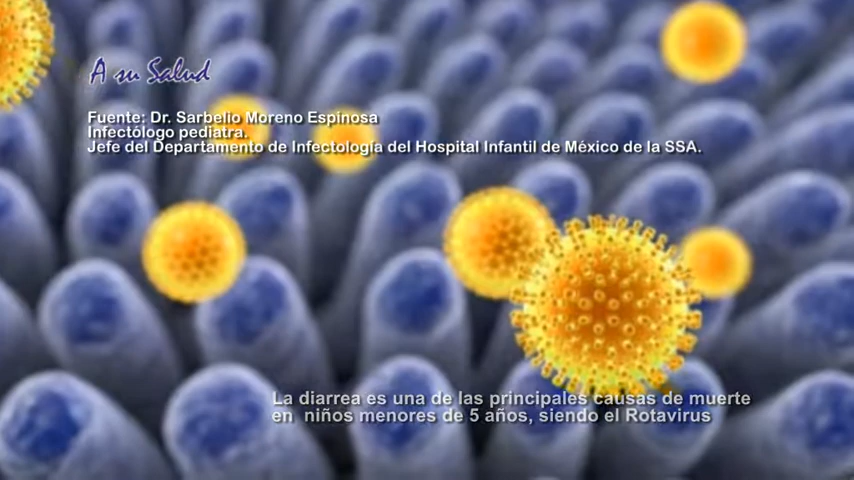 A su Salud
Fuente: Dr. Sarbelio Moreno Espinosa
Infectólogo pediatra.
Jefe del Departamento de Infectología del Hospital Infantil de México de la SSA.
La diarrea es una de las principales causas de muerte
en niños menores de 5 años, siendo el Rotavirus